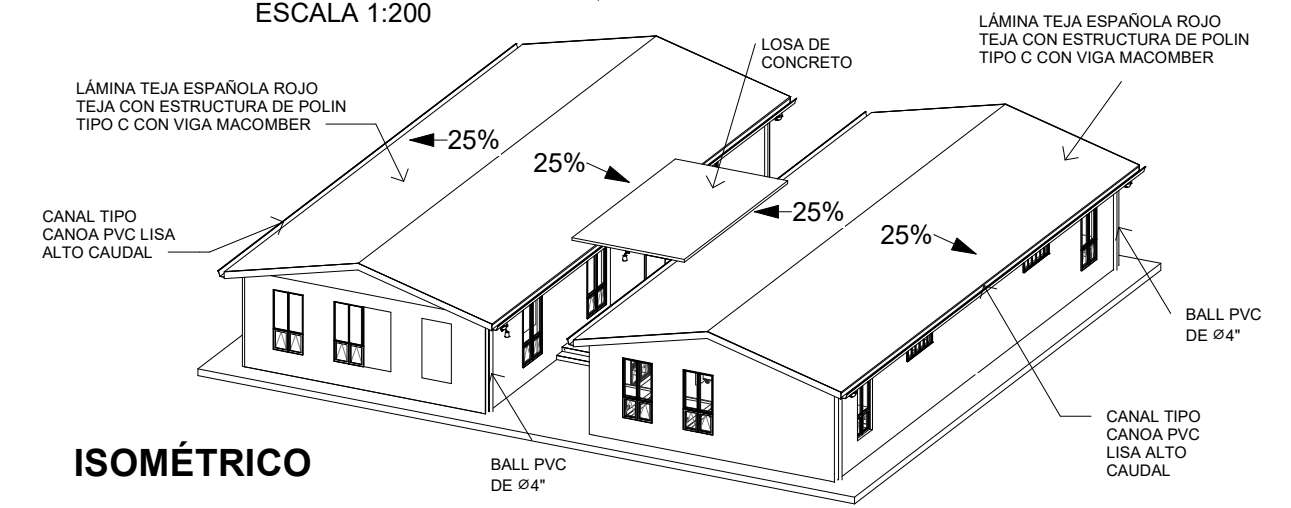 ESCALA 1:200
LÁMINA TEJA ESPAÑOLA ROJO
TEJA CON ESTRUCTURA DE POLIN
TIPO C CON VIGA MACOMBER
LOSA DE
CONCRETO
LÁMINA TEJA ESPAÑOLA ROJO
TEJA CON ESTRUCTURA DE POLIN
TIPO C CON VIGA MACOMBER
25%
25%
25%
25%
CANAL TIPO
CANOA PVC LISA
ALTO CAUDAL
BALL PVC
DE Ø4"
CANAL TIPO
CANOA PVC
LISA ALTO
CAUDAL
BALL PVC
DE Ø4"
ISOMÉTRICO